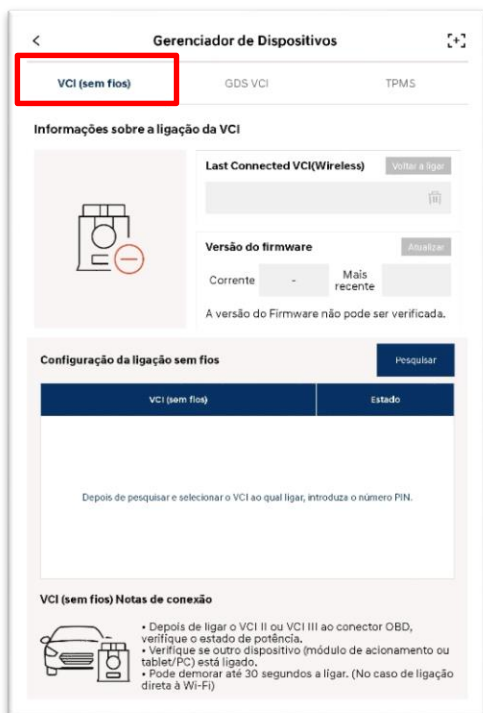 Gerenciador de Dispositivos
VCI (sem fios)
GDS VCI
TPMS
Informações sobre a ligação da VCI
Last Connected VCI(Wireless)
Voltar a ligar
Versão do firmware
Atualizar
Corrente
-
Mais
recente
A versão do Firmware não pode ser verificada.
Configuração da ligação sem fios
Pesquisar
VCI (sem fios)
Estado
Depois de pesquisar e selecionar o VCI ao qual ligar, introduza o número PIN.
VCI (sem fios) Notas de conexão
• Depois de ligar o VCI II ou VCI III ao conector OBD,
verifique o estado de potência.
• Verifique se outro dispositivo (módulo de acionamento ou
tablet/PC) está ligado.
• Pode demorar até 30 segundos a ligar. (No caso de ligação
direta à Wi-Fi)